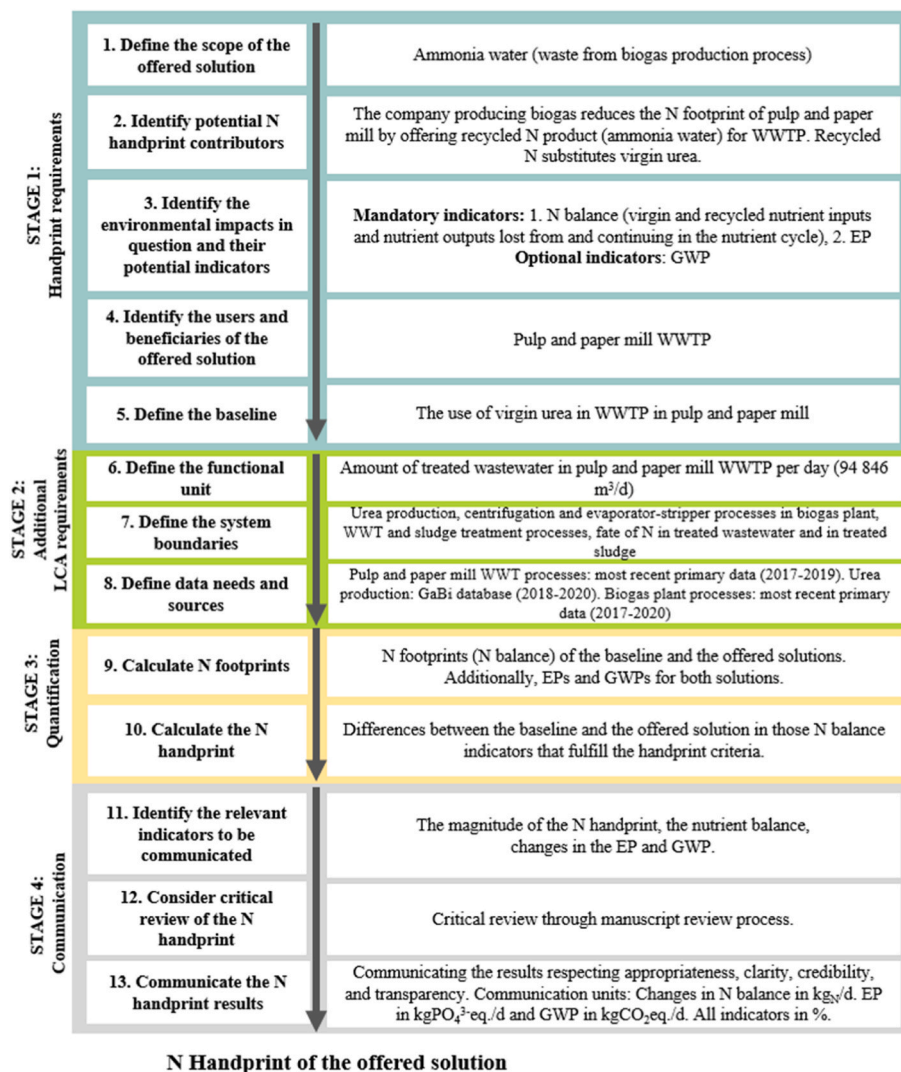 STAGE 1:
Handprint requirements
1. Define the scope of the
offered solution
Ammonia water (waste from biogas production process)
2. Identify potential N
handprint contributors
The company producing biogas reduces the N footprint of pulp and paper
mill by offering recycled N product (ammonia water) for WWTP. Recycled
N substitutes virgin urea.
3. Identify the
environmental impacts in
question and their
potential indicators
Mandatory indicators: 1. N balance (virgin and recycled nutrient inputs
and nutrient outputs lost from and continuing in the nutrient cycle), 2. EP
Optional indicators: GWP
4. Identify the users and
beneficiaries of the
offered solution
Pulp and paper mill WWTP
5. Define the baseline
The use of virgin urea in WWTP in pulp and paper mill
STAGE 2:
Additional
LCA requirements
6. Define the functional
unit
Amount of treated wastewater in pulp and paper mill WWTP per day (94 846
m³/d)
7. Define the system
boundaries
Urea production, centrifugation and evaporator-stripper processes in biogas plant,
WWT and sludge treatment processes, fate of N in treated wastewater and in treated
sludge
8. Define data needs and
sources
Pulp and paper mill WWT processes: most recent primary data (2017-2019). Urea
production: GaBi database (2018-2020). Biogas plant processes: most recent primary
data (2017-2020)
STAGE 3:
Quantification
9. Calculate N footprints
N footprints (N balance) of the baseline and the offered solutions.
Additionally, EPs and GWPs for both solutions.
10. Calculate the N
handprint
Differences between the baseline and the offered solution in those N balance
indicators that fulfill the handprint criteria.
STAGE 4:
Communication
11. Identify the relevant
indicators to be
communicated
The magnitude of the N handprint, the nutrient balance,
changes in the EP and GWP.
12. Consider critical
review of the N
handprint
Critical review through manuscript review process.
13. Communicate the N
handprint results
Communicating the results respecting appropriateness, clarity, credibility,
and transparency. Communication units: Changes in N balance in kg_N/d. EP
in kgPO₄³⁻eq./d and GWP in kgCO₂eq./d. All indicators in %.
N Handprint of the offered solution